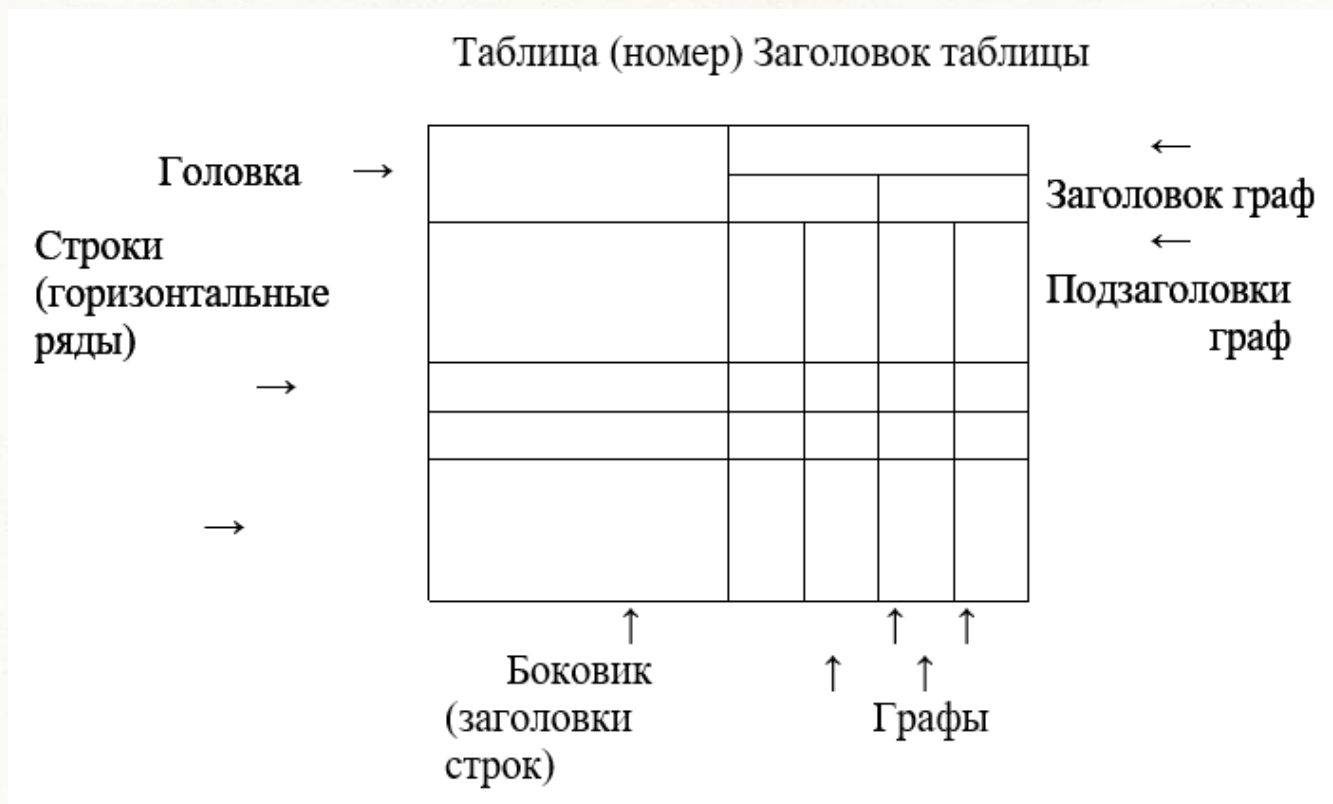 Таблица (номер) Заголовок таблицы
Головка →
←
Заголовок граф
Строки
(горизонтальные
ряды)
→
→
←
Подзаголовки
граф
↑ ↑ ↑
Боковик ↑ ↑
(заголовки
строк)
Графы